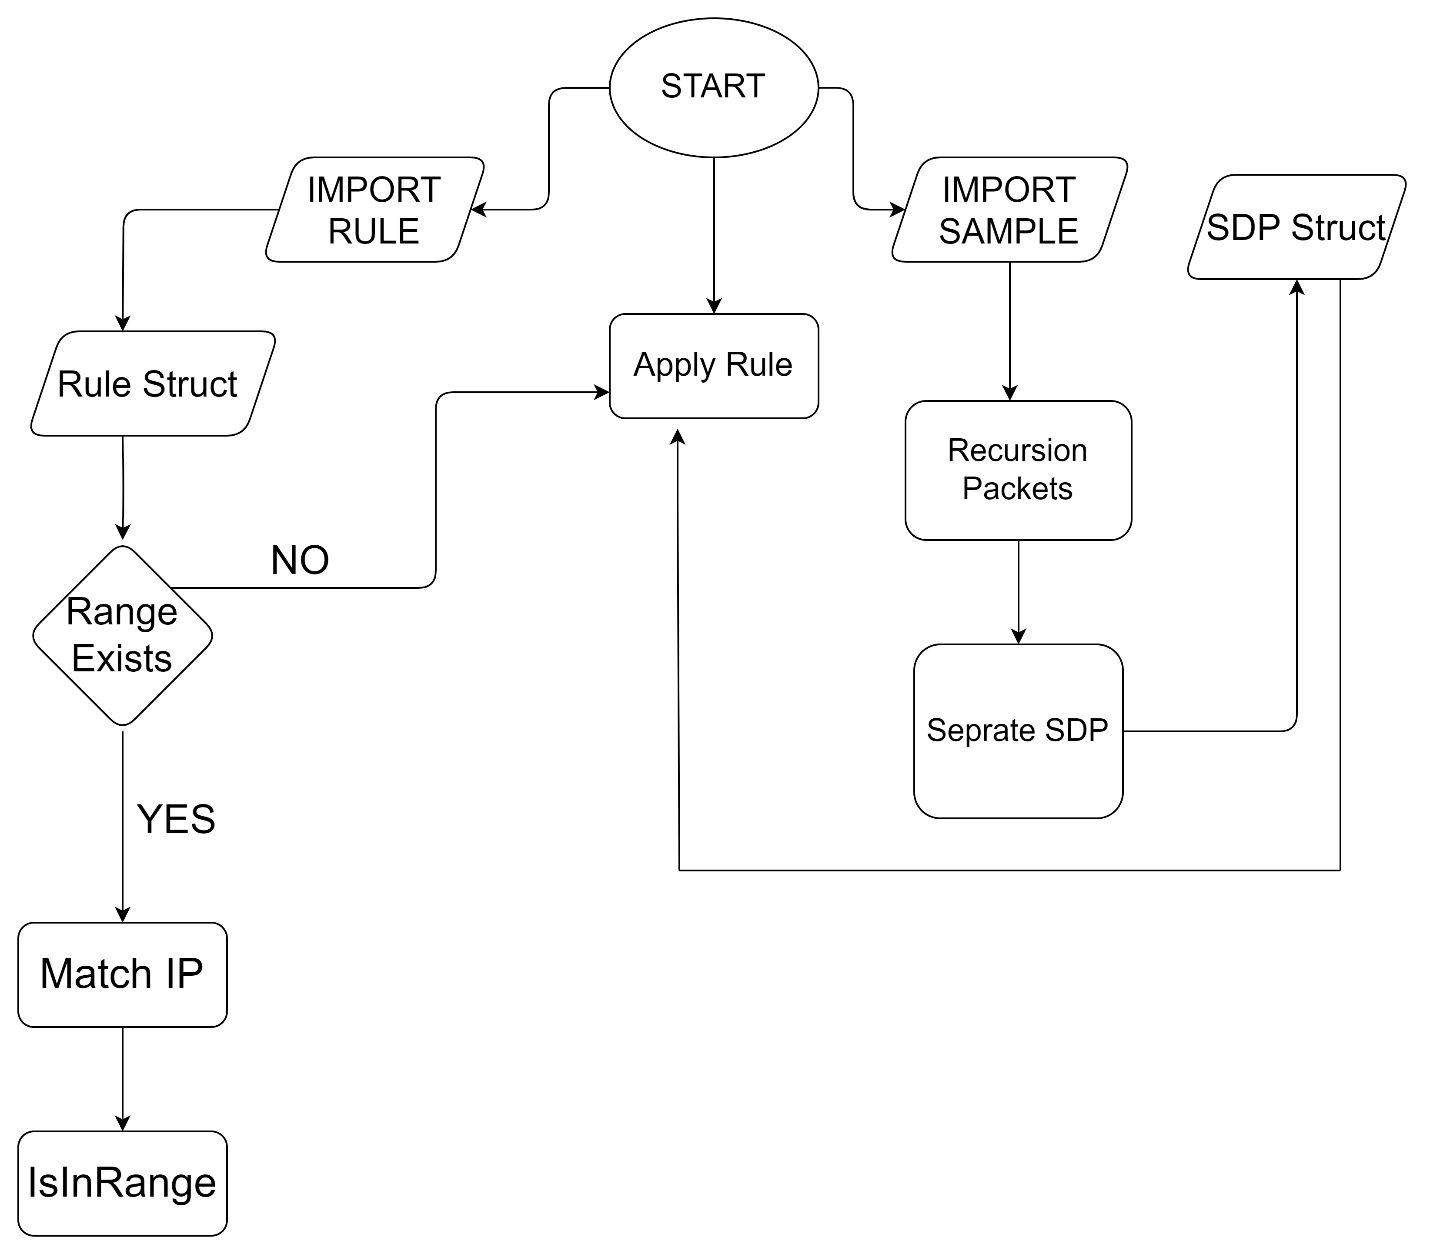 START
IMPORT
RULE
IMPORT
SAMPLE
SDP Struct
Rule Struct
Apply Rule
Recursion
Packets
NO
Range
Exists
Seprate SDP
YES
Match IP
IsInRange